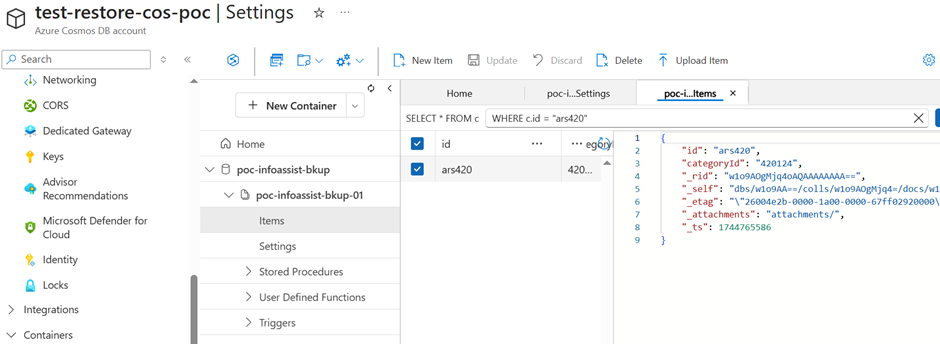 test-restore-cos-poc | Settings ☆ ...
Azure Cosmos DB account
Search
Networking
CORS
Dedicated Gateway
Keys
Advisor
Recommendations
Microsoft Defender for
Cloud
Identity
Locks
Integrations
Containers
New Item Update Discard Delete Upload Item
+ New Container
Home
poc-infoassist-bkup
poc-infoassist-bkup-01
Items
Settings
Stored Procedures
User Defined Functions
Triggers
Home poc-i...Settings poc-i...Items
SELECT * FROM c WHERE c.id = "ars420"
id ... ...
ars420 420...
1 {
2 "id": "ars420",
3 "categoryId": "420124",
4 "_rid": "w1o9AOgMjq4oAQAAAAAAAA==",
5 "_self": "dbs/w1o9AA==/colls/w1o9AOgMjq4=/docs/w1
6 "_etag": "\"26004e2b-0000-1a00-0000-67ff02920000\
7 "_attachments": "attachments/",
8 "_ts": 1744765586
9 }